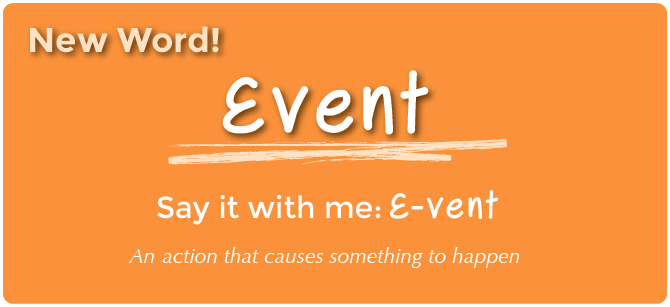 New Word!
Event
Say it with me: E-vent
An action that causes something to happen